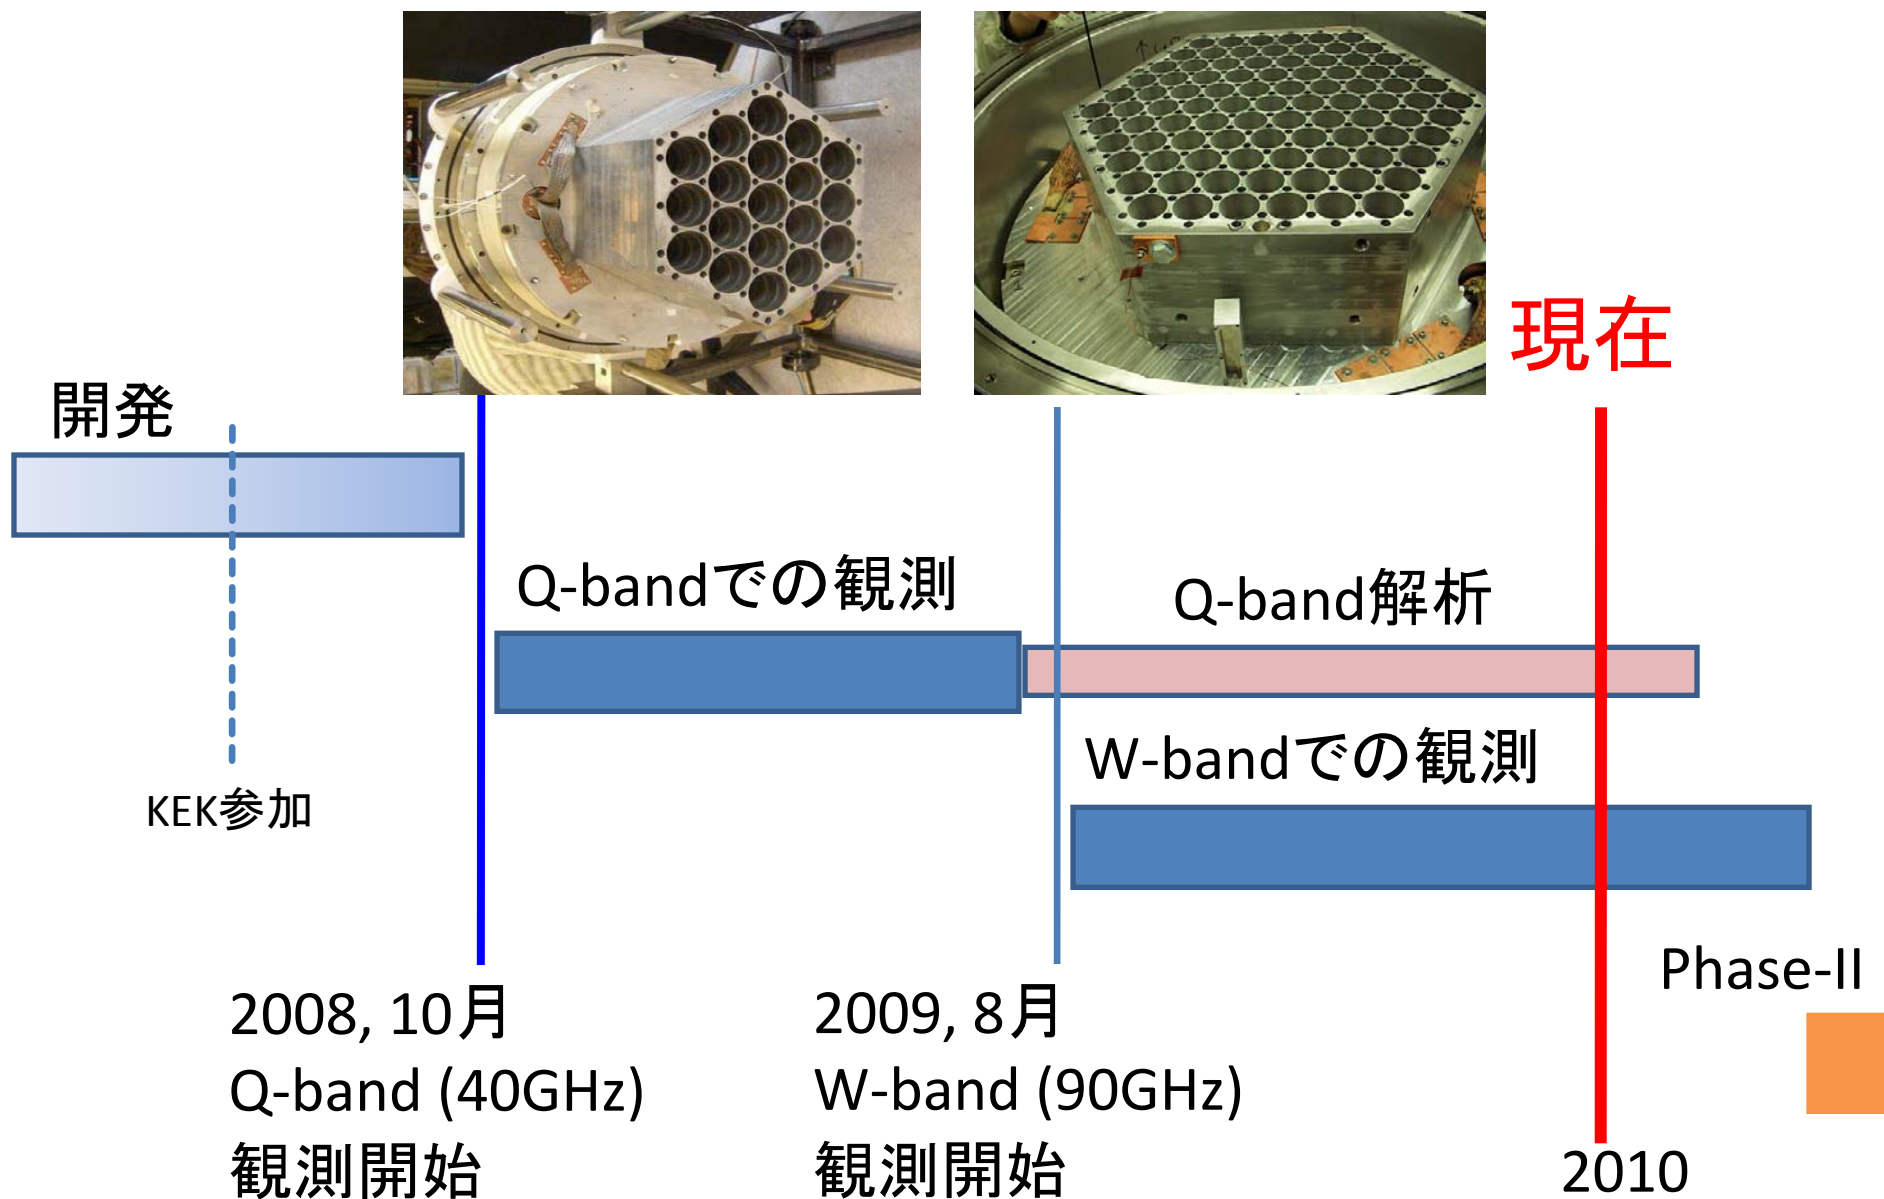 現在
開発
Q-bandでの観測
Q-band解析
W-bandでの観測
KEK参加
Phase-II
2008, 10月
Q-band (40GHz)
観測開始
2009, 8月
W-band (90GHz)
観測開始
2010